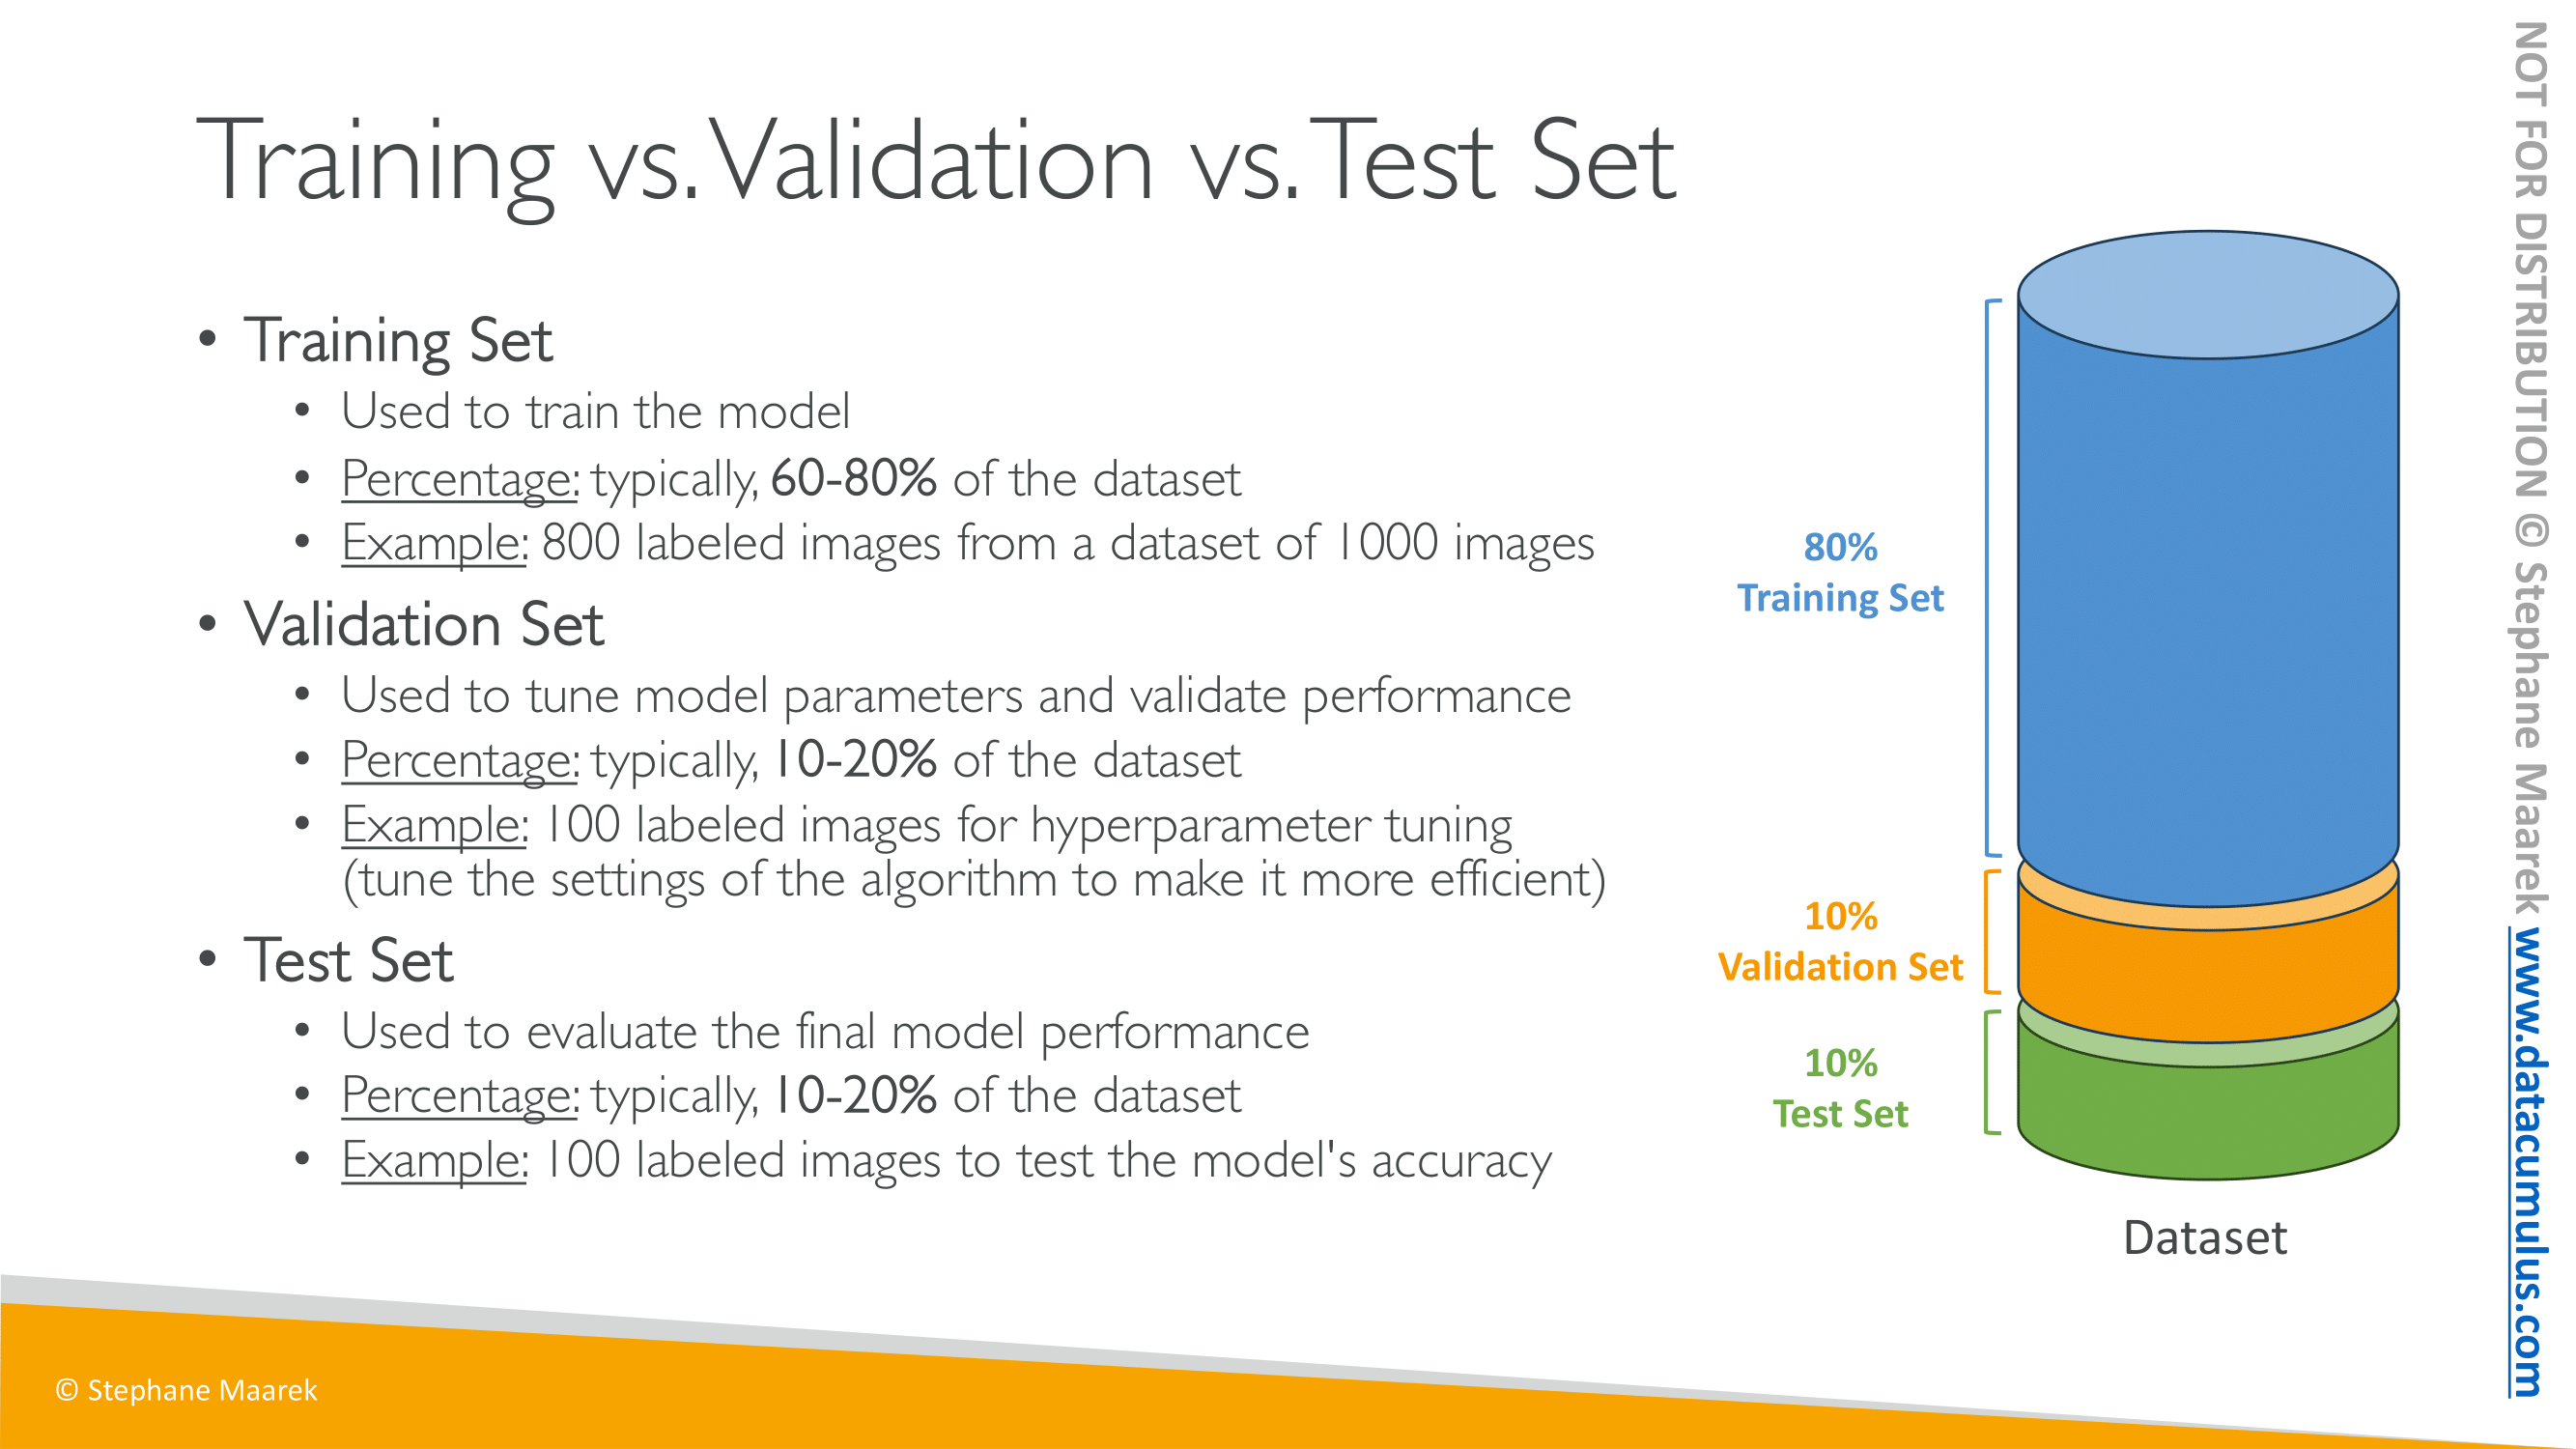 Training vs. Validation vs. Test Set
• Training Set
• Used to train the model
• Percentage: typically, 60-80% of the dataset
• Example: 800 labeled images from a dataset of 1000 images
• Validation Set
• Used to tune model parameters and validate performance
• Percentage: typically, 10-20% of the dataset
• Example: 100 labeled images for hyperparameter tuning
(tune the settings of the algorithm to make it more efficient)
• Test Set
• Used to evaluate the final model performance
• Percentage: typically, 10-20% of the dataset
• Example: 100 labeled images to test the model's accuracy
80%
Training Set
10%
Validation Set
10%
Test Set
Dataset
© Stephane Maarek
NOT FOR DISTRIBUTION © Stephane Maarek www.datacumulus.com